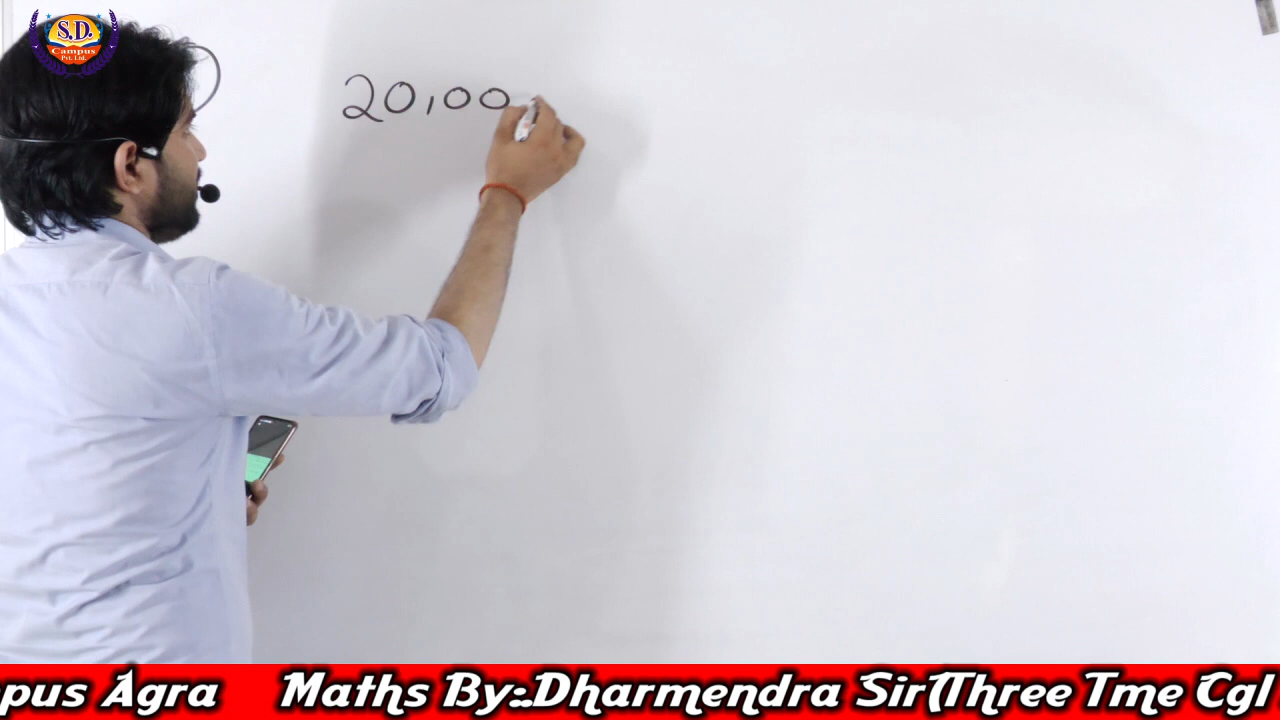 S.D.
Campus
Pvt. Ltd.
20,00
pus Agra Maths By:-Dharmendra Sir(Three Tme Cgl